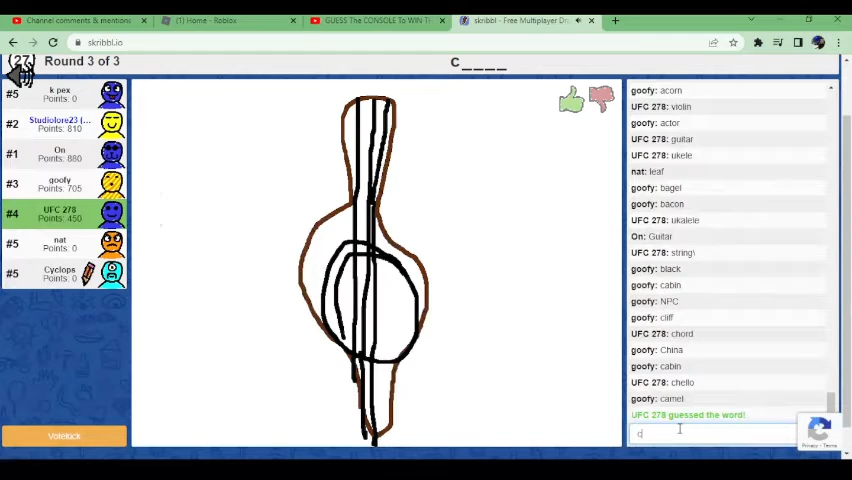 Channel comments & mentions
(1) Home - Roblox
GUESS The CONSOLE To WIN TH
skribbl - Free Multiplayer Dra
skribbl.io
27
Round 3 of 3
C____
#5 k pex
Points: 0
#2 Studiolore23 (...
Points: 810
#1 On
Points: 880
#3 goofy
Points: 705
#4 UFC 278
Points: 450
#5 nat
Points: 0
#5 Cyclops
Points: 0
Votekick
goofy: acorn
UFC 278: violin
goofy: actor
UFC 278: guitar
UFC 278: ukele
nat: leaf
goofy: bagel
goofy: bacon
UFC 278: ukalele
On: Guitar
UFC 278: string\
goofy: black
goofy: cabin
goofy: NPC
goofy: cliff
UFC 278: chord
goofy: China
goofy: cabin
UFC 278: chello
goofy: camel
UFC 278 guessed the word!
c
Privacy - Terms